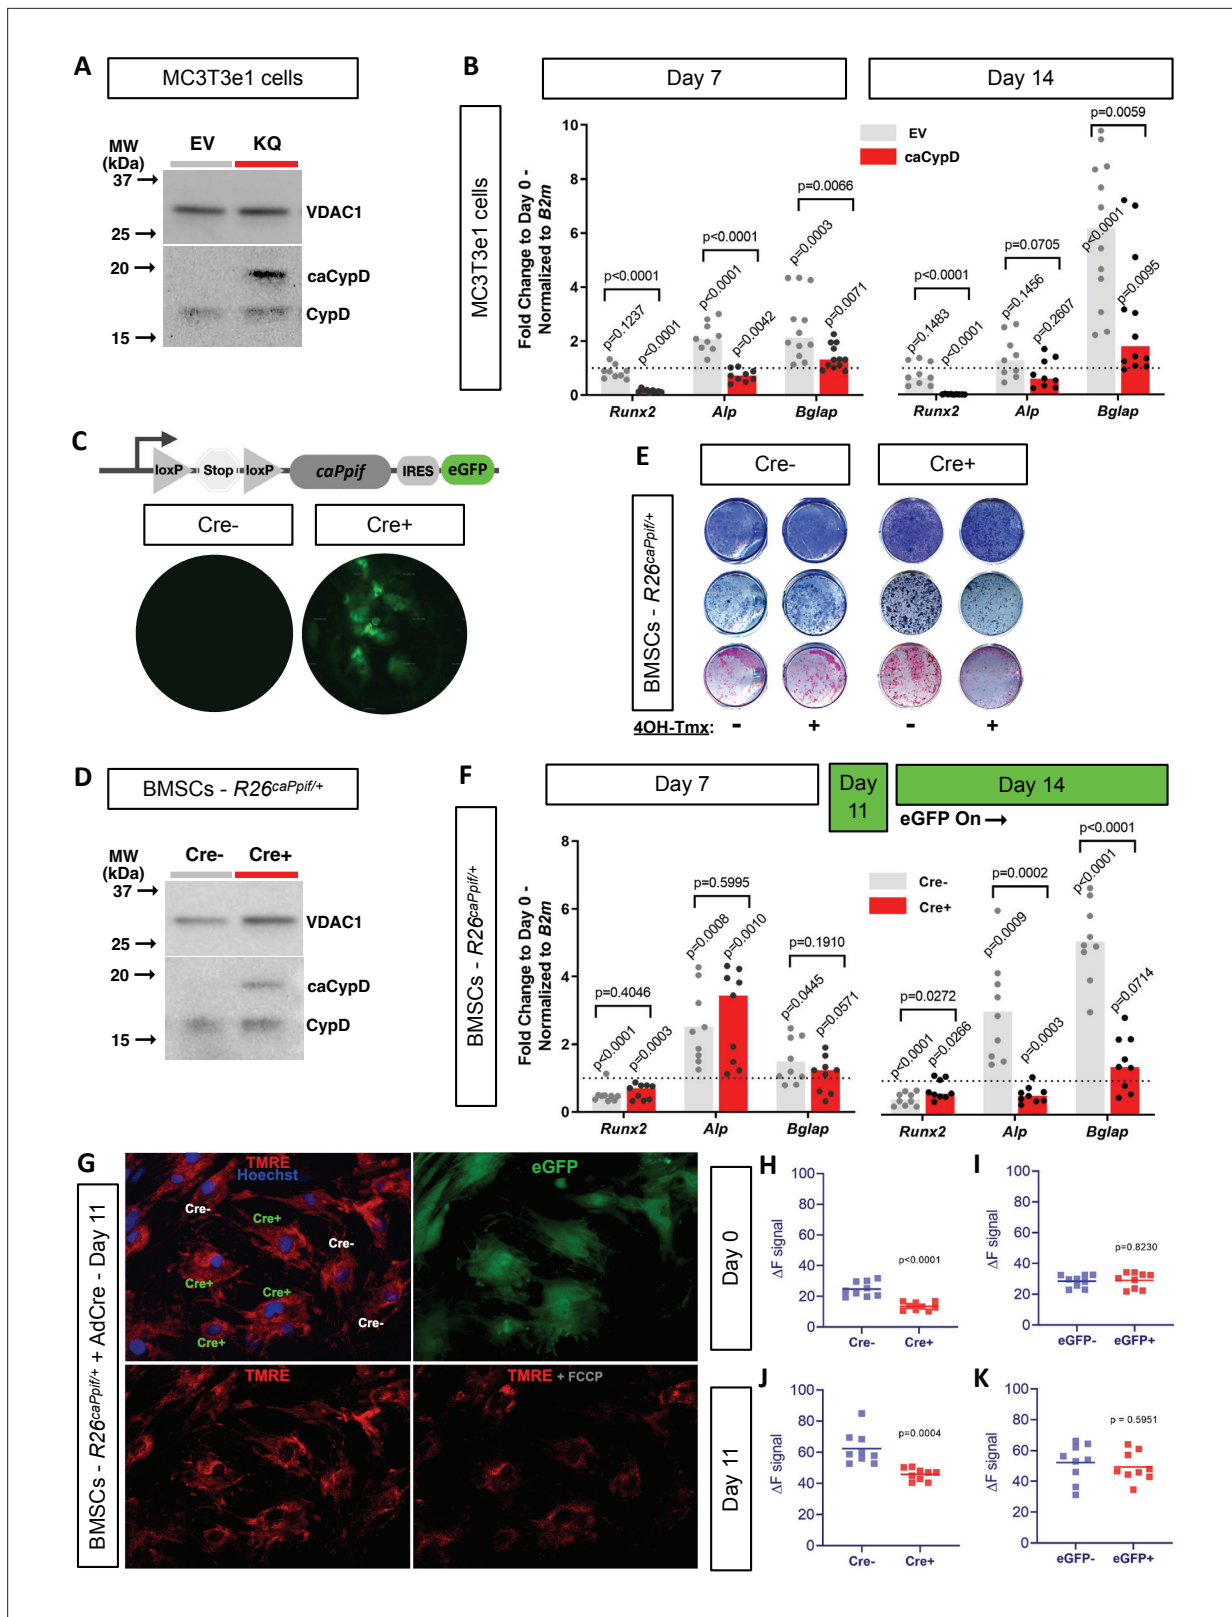 A
MC3T3e1 cells
MW
(kDa)
EV
KQ
37
VDAC1
25
20
caCypD
CypD
15
B
Day 7
Day 14
MC3T3e1 cells
Fold Change to Day 0 -
Normalized to B2m
10
8
6
4
2
0
EV
caCypD
p<0.0001
p=0.1237
p<0.0001
p<0.0001
p<0.0001
p=0.0042
p=0.0066
p=0.0003
p=0.0071
p<0.0001
p=0.1483
p<0.0001
p=0.0705
p=0.1456
p=0.2607
p=0.0059
p<0.0001
p=0.0095
Runx2
Alp
Bglap
Runx2
Alp
Bglap
C
loxP
Stop
loxP
caPpif
IRES
eGFP
Cre-
Cre+
D
BMSCs - R26caPpif/+
MW
(kDa)
Cre-
Cre+
37
VDAC1
25
20
caCypD
CypD
15
E
Cre-
Cre+
BMSCs - R26caPpif/+
4OH-Tmx: - + - +
F
Day 7
Day
11
Day 14
eGFP On
BMSCs - R26caPpif/+
Fold Change to Day 0 -
Normalized to B2m
8
6
4
2
0
Cre-
Cre+
p=0.4046
p<0.0001
p=0.0003
p=0.5995
p=0.0008
p=0.0010
p=0.1910
p=0.0445
p=0.0571
p=0.0272
p<0.0001
p=0.0266
p=0.0002
p=0.0009
p=0.0003
p<0.0001
p<0.0001
p=0.0714
Runx2
Alp
Bglap
Runx2
Alp
Bglap
G
BMSCs - R26caPpif/+ + AdCre - Day 11
TMRE
Hoechst
Cre-
Cre+
Cre-
Cre+
Cre+
Cre+
Cre-
eGFP
TMRE
TMRE + FCCP
Day 0
H
ΔF signal
100
80
60
40
20
0
p<0.0001
Cre-
Cre+
I
ΔF signal
100
80
60
40
20
0
p=0.8230
eGFP-
eGFP+
Day 11
J
ΔF signal
100
80
60
40
20
0
p=0.0004
Cre-
Cre+
K
ΔF signal
100
80
60
40
20
0
p = 0.5951
eGFP-
eGFP+